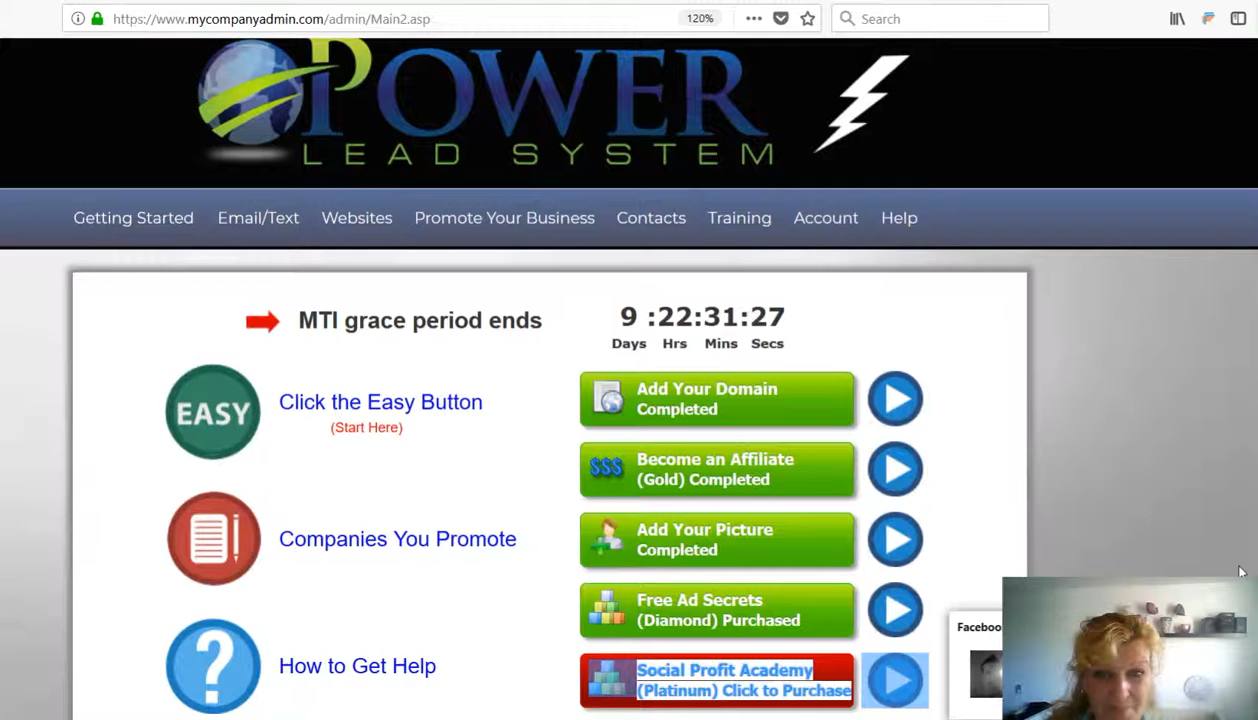 https://www.mycompanyadmin.com/admin/Main2.asp
120%
Search
POWER
LEAD SYSTEM
Getting Started
Email/Text
Websites
Promote Your Business
Contacts
Training
Account
Help
MTI grace period ends
9 :22:31:27
Days Hrs Mins Secs
EASY
Click the Easy Button
(Start Here)
Companies You Promote
How to Get Help
Add Your Domain
Completed
$$$
Become an Affiliate
(Gold) Completed
Add Your Picture
Completed
Free Ad Secrets
(Diamond) Purchased
Social Profit Academy
(Platinum) Click to Purchase